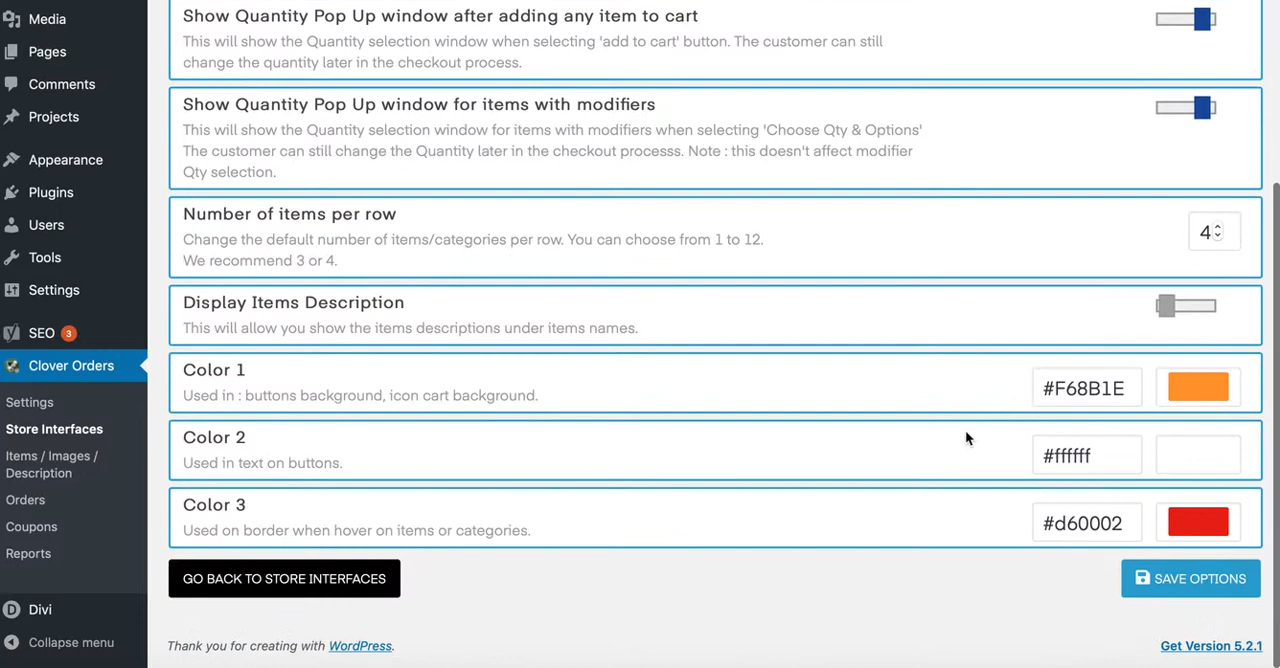 Media
Pages
Comments
Projects
Appearance
Plugins
Users
Tools
Settings
SEO 3
Clover Orders
Settings
Store Interfaces
Items / Images /
Description
Orders
Coupons
Reports
Divi
Collapse menu
Show Quantity Pop Up window after adding any item to cart
This will show the Quantity selection window when selecting 'add to cart' button. The customer can still
change the quantity later in the checkout process.
Show Quantity Pop Up window for items with modifiers
This will show the Quantity selection window for items with modifiers when selecting 'Choose Qty & Options'
The customer can still change the Quantity later in the checkout processs. Note : this doesn't affect modifier
Qty selection.
Number of items per row
Change the default number of items/categories per row. You can choose from 1 to 12.
We recommend 3 or 4.
4
Display Items Description
This will allow you show the items descriptions under items names.
Color 1
Used in : buttons background, icon cart background.
#F68B1E
Color 2
Used in text on buttons.
#ffffff
Color 3
Used on border when hover on items or categories.
#d60002
GO BACK TO STORE INTERFACES
SAVE OPTIONS
Thank you for creating with WordPress.
Get Version 5.2.1